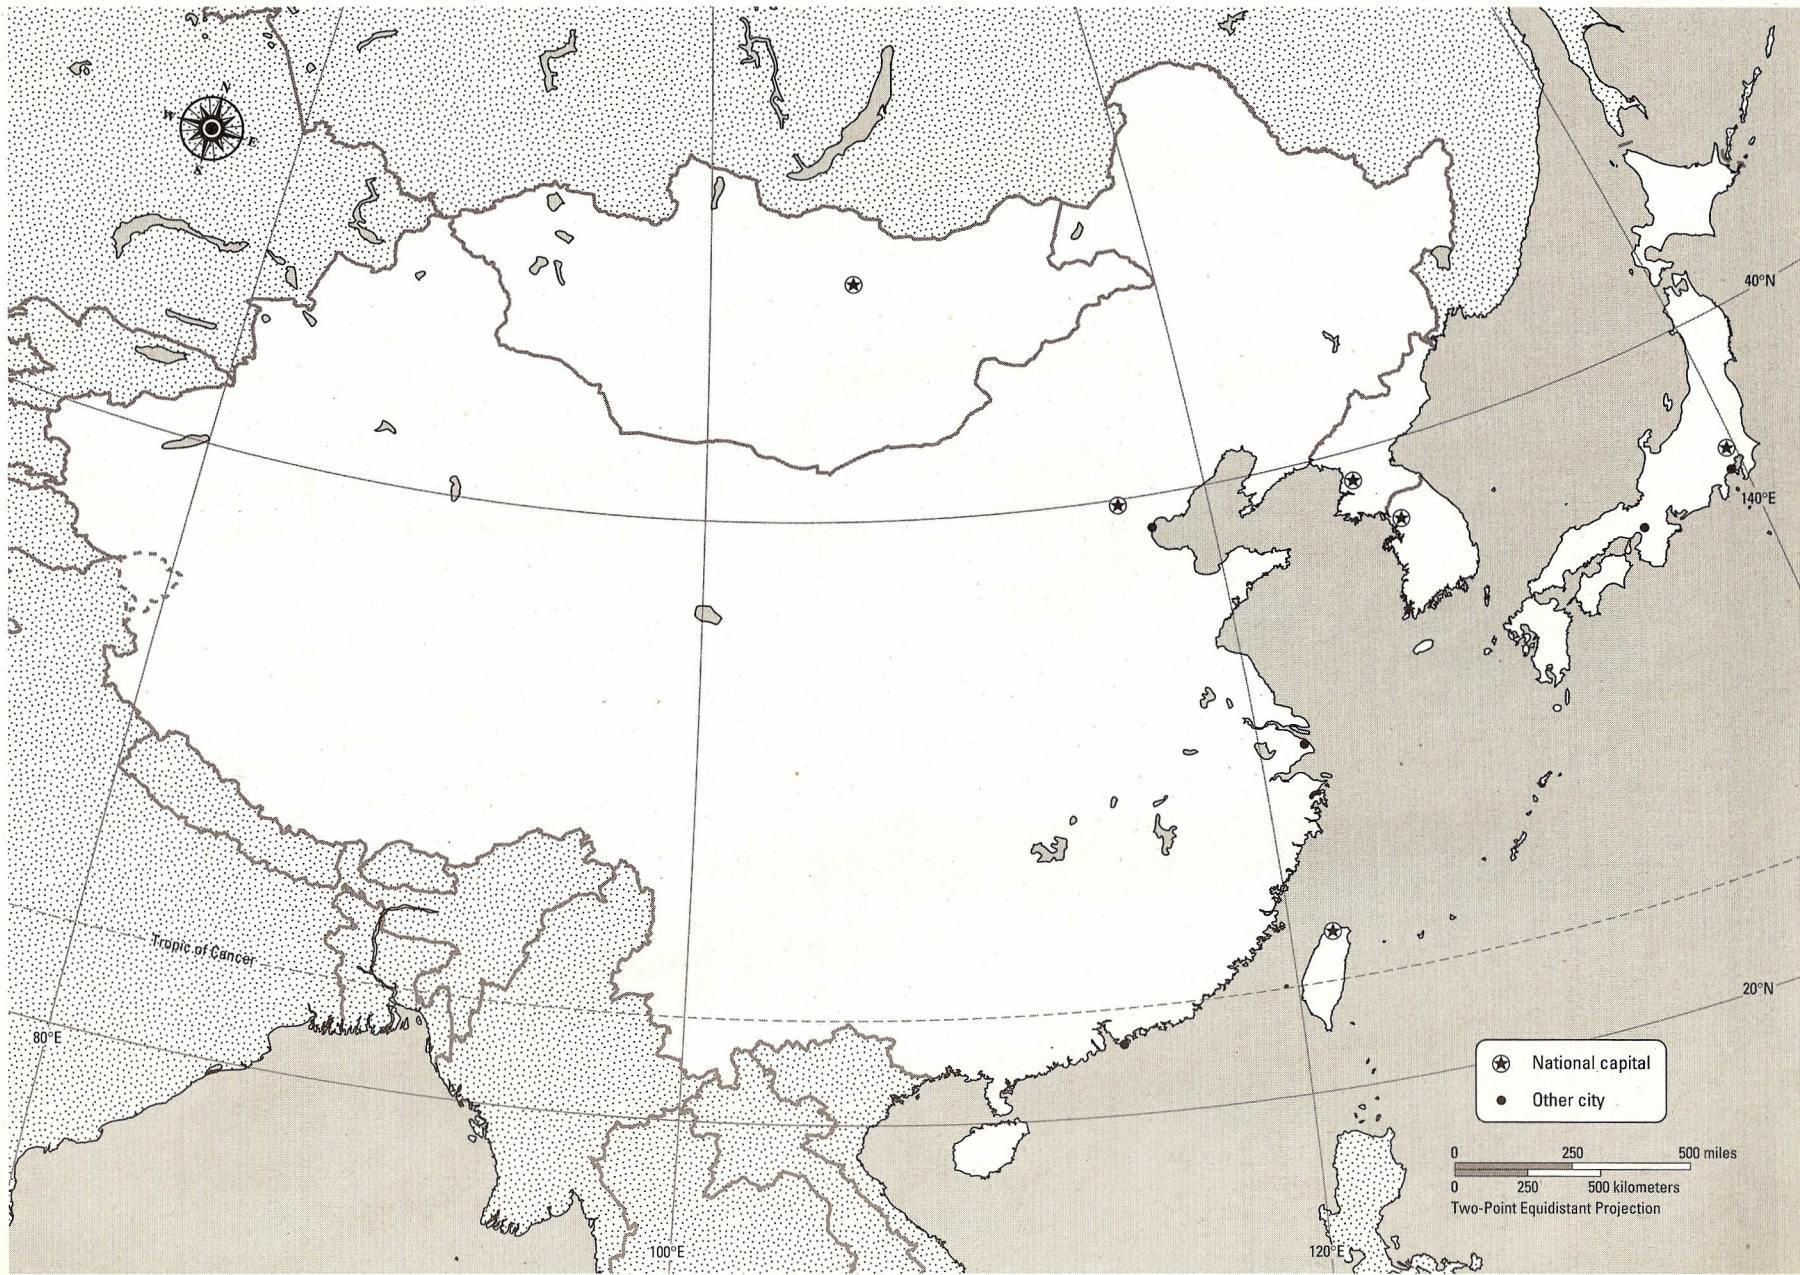 N
W
E
S
40°N
140°E
Tropic of Cancer
20°N
80°E
National capital
Other city
0 250 500 miles
0 250 500 kilometers
Two-Point Equidistant Projection
100°E
120°E